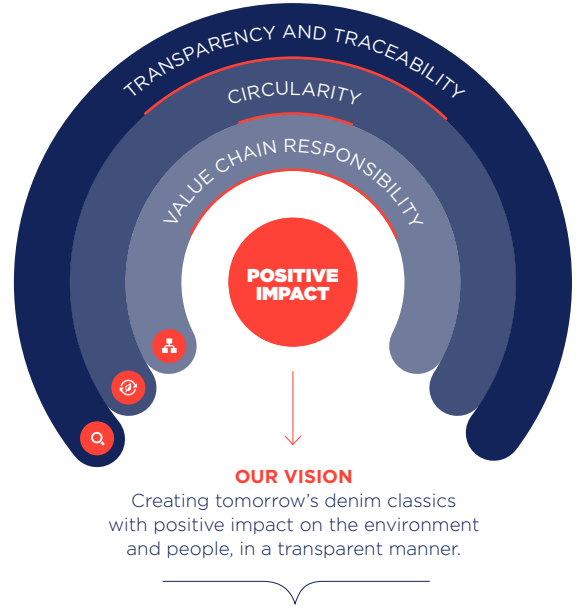 TRANSPARENCY AND TRACEABILITY
CIRCULARITY
VALUE CHAIN RESPONSIBILITY
POSITIVE
IMPACT
OUR VISION
Creating tomorrow’s denim classics
with positive impact on the environment
and people, in a transparent manner.